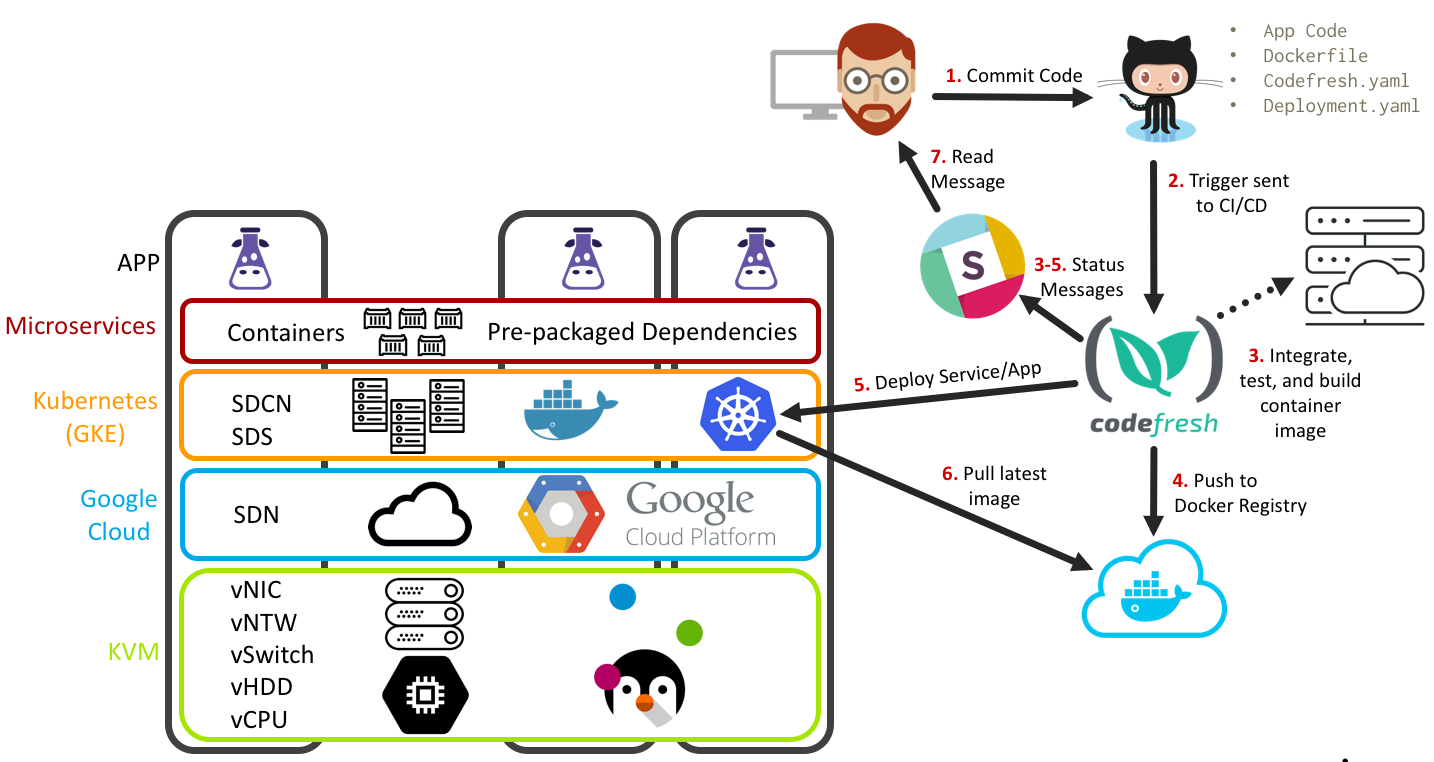 1. Commit Code
• App Code
• Dockerfile
• Codefresh.yaml
• Deployment.yaml
7. Read
Message
2. Trigger sent
to CI/CD
S
3-5. Status
Messages
3. Integrate,
test, and build
container
image
(codefresh)
5. Deploy Service/App
6. Pull latest
image
4. Push to
Docker Registry
APP
Microservices
Containers
Pre-packaged Dependencies
Kubernetes
(GKE)
SDCN
SDS
Google
Cloud
SDN
Google
Cloud Platform
KVM
vNIC
vNTW
vSwitch
vHDD
vCPU